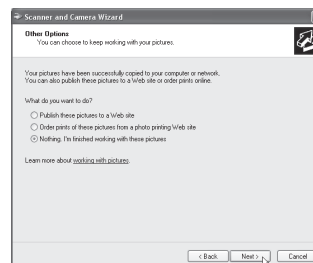 Scanner and Camera Wizard
Other Options
You can choose to keep working with your pictures.
Your pictures have been successfully copied to your computer or network.
You can also publish these pictures to a Web site or order prints online.
What do you want to do?
Publish these pictures to a Web site
Order prints of these pictures from a photo printing Web site
Nothing. I'm finished working with these pictures
Learn more about working with pictures.
< Back Next > Cancel